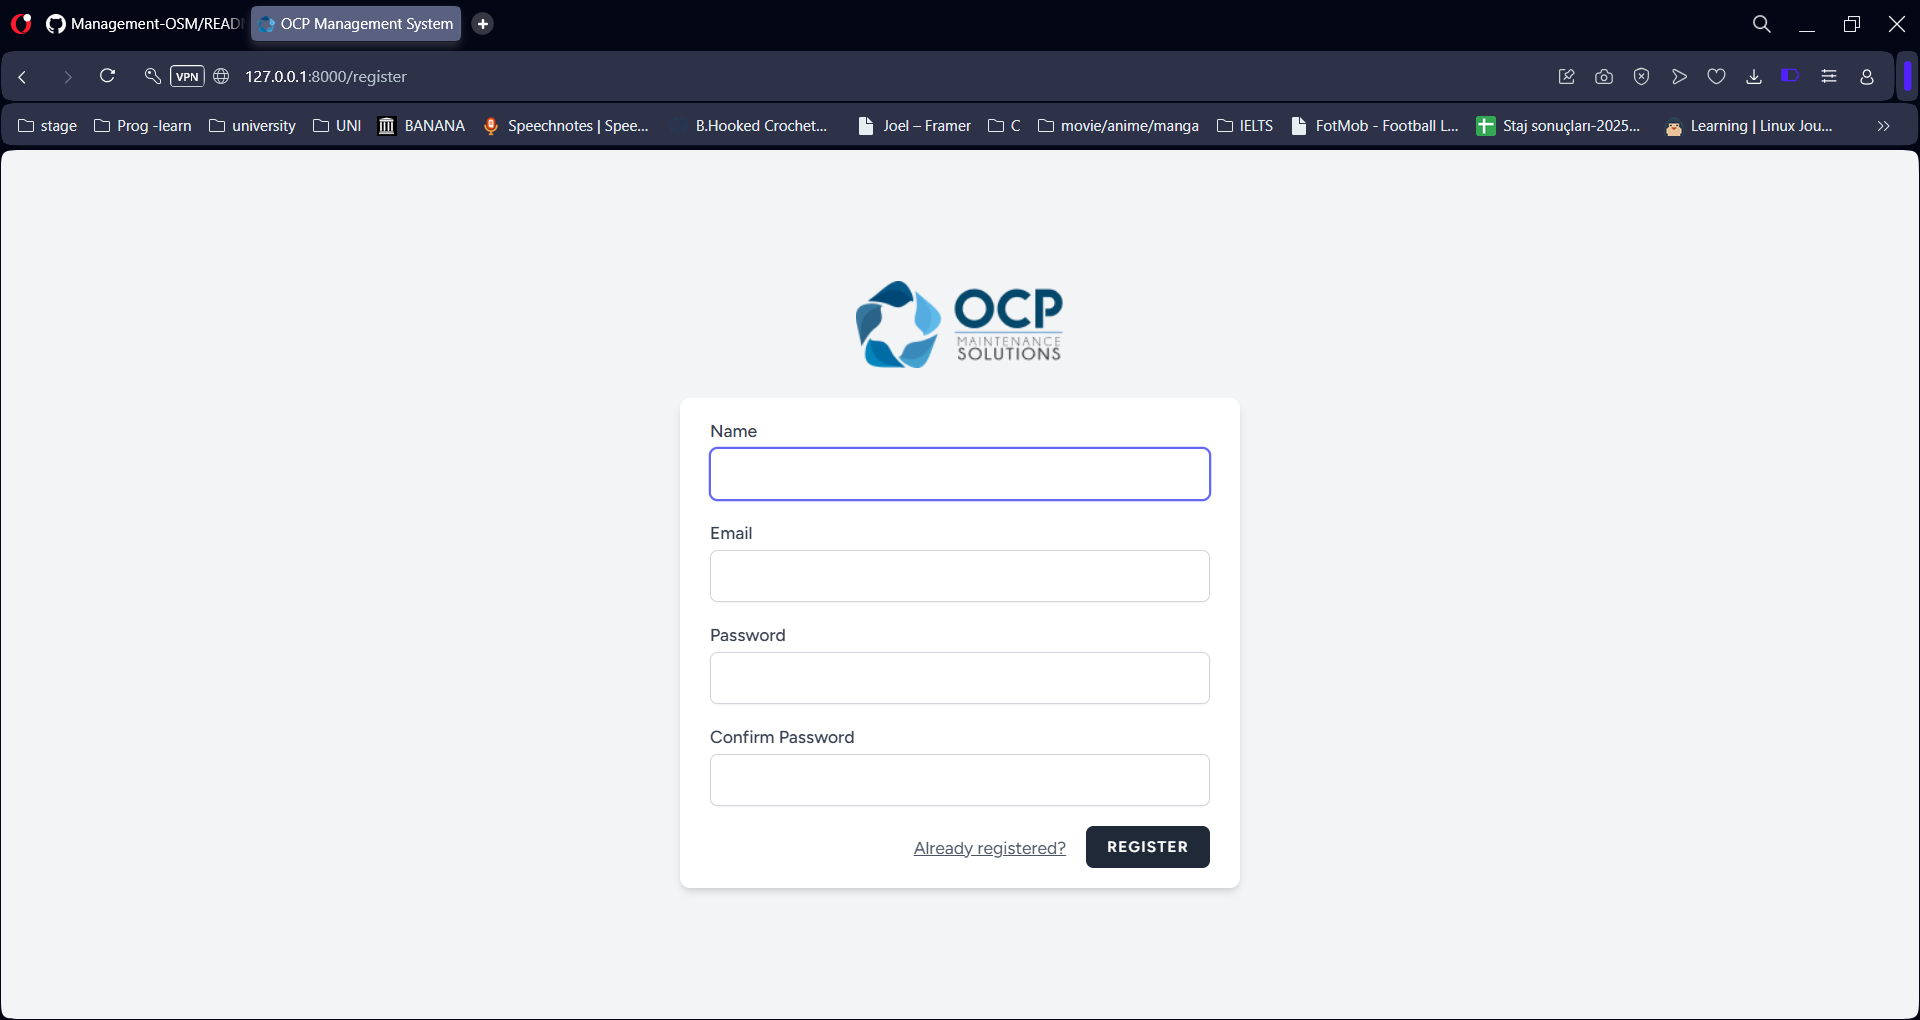 Management-OSM/READ
OCP Management System
VPN
127.0.0.1:8000/register
stage
Prog -learn
university
UNI
BANANA
Speechnotes | Spee...
B.Hooked Crochet...
Joel – Framer
C
movie/anime/manga
IELTS
FotMob - Football L...
Staj sonuçları-2025...
Learning | Linux Jou...
OCP
MAINTENANCE
SOLUTIONS
Name
Email
Password
Confirm Password
Already registered?
REGISTER